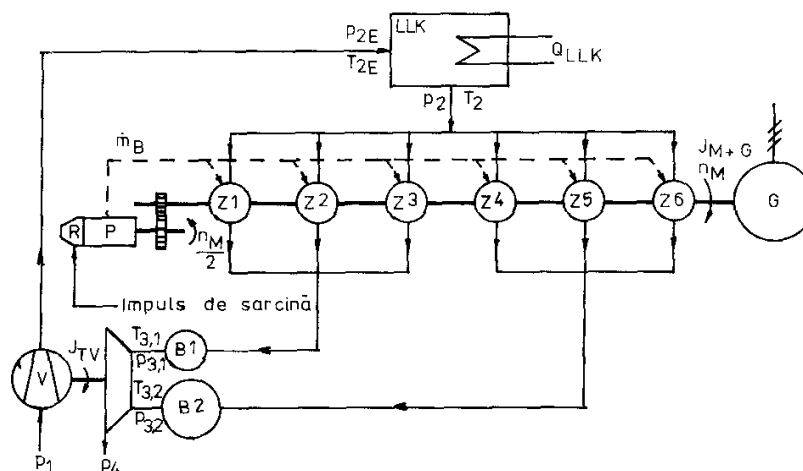 P2E
LLK
T2E
QLLK
P2 T2
ṁB
JM+G
nM
Z1
Z2
Z3
Z4
Z5
Z6
G
R
P
nM
2
Impuls de sarcină
T3,1
B1
P3,1
JTV
V
T3,2
B2
P3,2
P1
P4